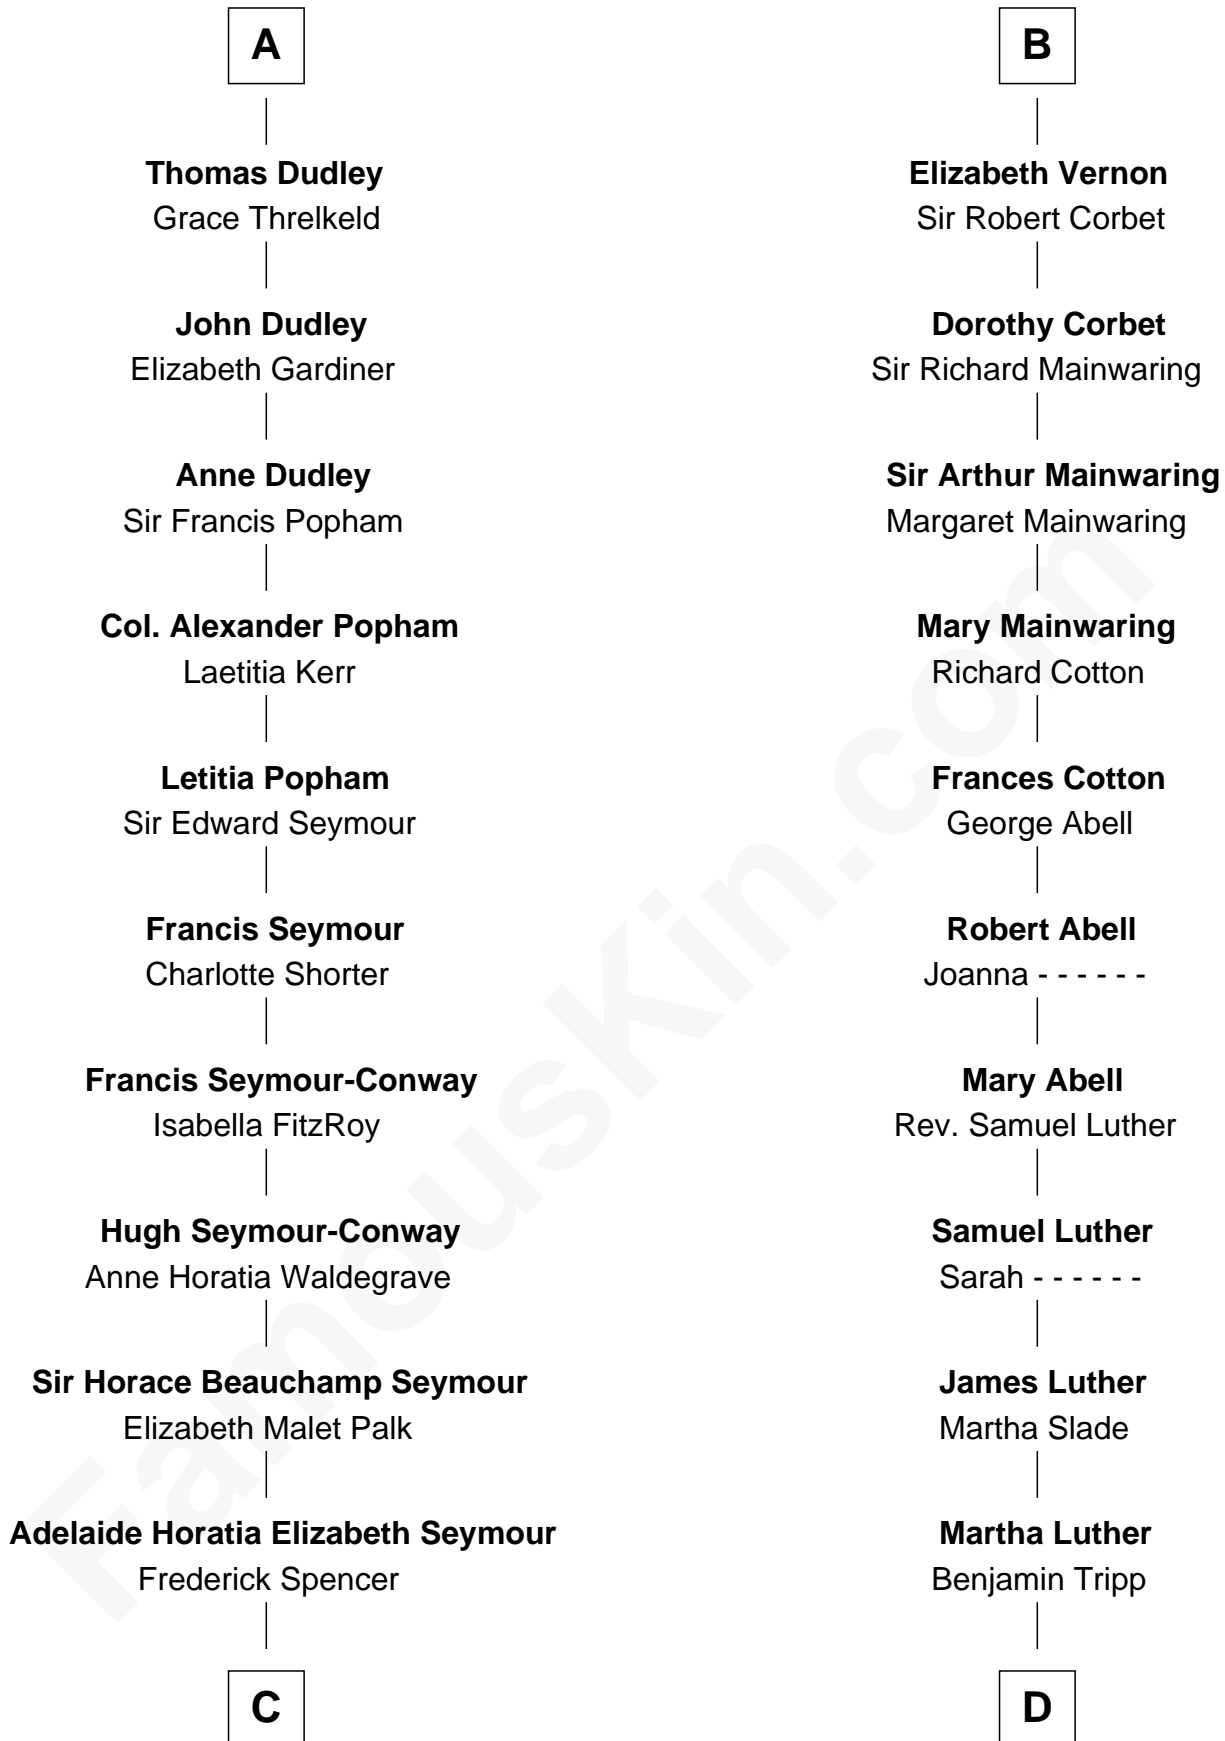 A
Thomas Dudley
Grace Threlkeld
John Dudley
Elizabeth Gardiner
Anne Dudley
Sir Francis Popham
Col. Alexander Popham
Laetitia Kerr
Letitia Popham
Sir Edward Seymour
Francis Seymour
Charlotte Shorter
Francis Seymour-Conway
Isabella FitzRoy
Hugh Seymour-Conway
Anne Horatia Waldegrave
Sir Horace Beauchamp Seymour
Elizabeth Malet Palk
Adelaide Horatia Elizabeth Seymour
Frederick Spencer
C
B
Elizabeth Vernon
Sir Robert Corbet
Dorothy Corbet
Sir Richard Mainwaring
Sir Arthur Mainwaring
Margaret Mainwaring
Mary Mainwaring
Richard Cotton
Frances Cotton
George Abell
Robert Abell
Joanna - - - - - -
Mary Abell
Rev. Samuel Luther
Samuel Luther
Sarah - - - - - -
James Luther
Martha Slade
Martha Luther
Benjamin Tripp
D
FamousKin.com